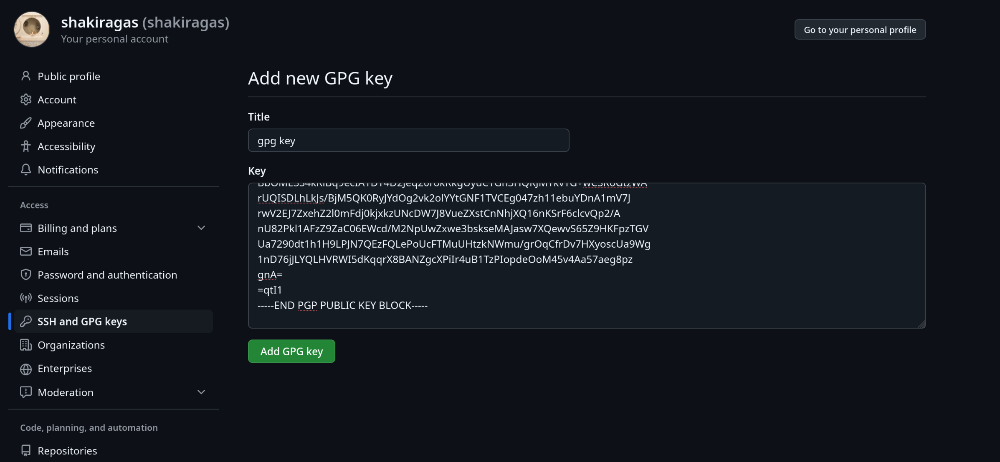 shakiragas (shakiragas)
Your personal account
Go to your personal profile
Public profile
Account
Appearance
Accessibility
Notifications
Access
Billing and plans
Emails
Password and authentication
Sessions
SSH and GPG keys
Organizations
Enterprises
Moderation
Code, planning, and automation
Repositories
Add new GPG key
Title
gpg key
Key
rUQISDLhLkJs/BjM5QK0RyJYdOg2vk2olYYtGNF1TVCEg047zh11ebuYDnA1mV7J
rwV2EJ7ZxehZ2l0mFdj0kjxkzUNcDW7J8VueZXstCnNhjXQ16nKSrF6clcvQp2/A
nU82Pkl1AFzZ9ZaC06EWcd/M2NpUwZxwe3bskseMAJasw7XQewvS65Z9HKFpzTGV
Ua7290dt1h1H9LPJN7QEzFQLePoUcFTMuUHtzkNWmu/grOqCfrDv7HXyoscUa9Wg
1nD76jJLYQLHVRWI5dKqqrX8BANZgcXPiIr4uB1TzPIopdeOoM45v4Aa57aeg8pz
gnA=
=qtI1
-----END PGP PUBLIC KEY BLOCK-----
Add GPG key